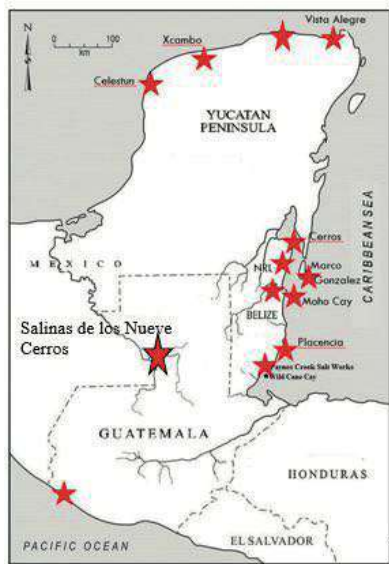 Vista Alegre
N
Xcambo
0 100
km
Celestun
YUCATAN
PENINSULA
CARIBBEAN SEA
Cerros
MEXICO
NRL
Marco
Gonzalez
Salinas de los Nueve
Cerros
Moho Cay
BELIZE
Placencia
Paynes Creek Salt Works
Wild Cane Cay
GUATEMALA
HONDURAS
EL SALVADOR
PACIFIC OCEAN